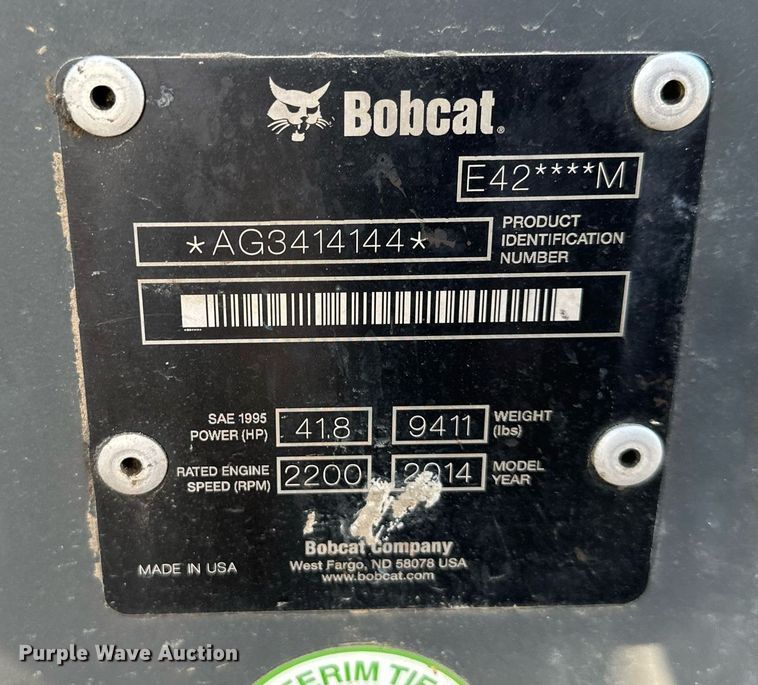 Bobcat®
E42****M
*AG3414144*
PRODUCT
IDENTIFICATION
NUMBER
SAE 1995
POWER (HP)
41.8
9411
WEIGHT
(lbs)
RATED ENGINE
SPEED (RPM)
2200
2014
MODEL
YEAR
Bobcat Company
West Fargo, ND 58078 USA
www.bobcat.com
MADE IN USA
Purple Wave Auction
TERIM TIE